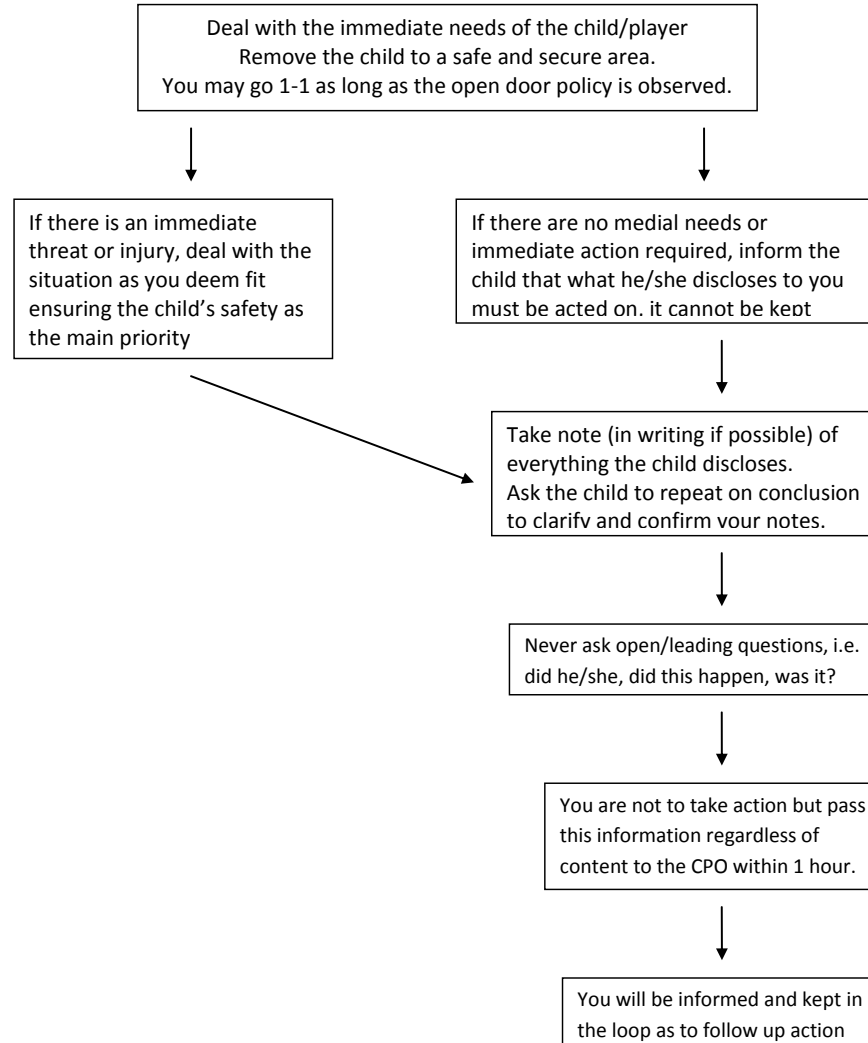 Deal with the immediate needs of the child/player
Remove the child to a safe and secure area.
You may go 1-1 as long as the open door policy is observed.
If there is an immediate
threat or injury, deal with the
situation as you deem fit
ensuring the child’s safety as
the main priority
If there are no medial needs or
immediate action required, inform the
child that what he/she discloses to you
must be acted on, it cannot be kept
Take note (in writing if possible) of
everything the child discloses.
Ask the child to repeat on conclusion
to clarify and confirm your notes.
Never ask open/leading questions, i.e.
did he/she, did this happen, was it?
You are not to take action but pass
this information regardless of
content to the CPO within 1 hour.
You will be informed and kept in
the loop as to follow up action